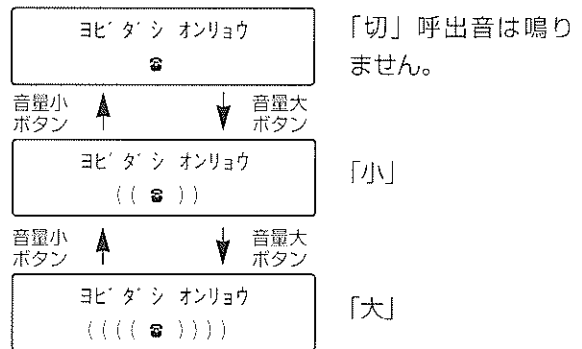 ヨビダシ オンリョウ
☎
「切」呼出音は鳴り
ません。
音量小
ボタン
音量大
ボタン
ヨビダシ オンリョウ
((☎))
「小」
音量小
ボタン
音量大
ボタン
ヨビダシ オンリョウ
((((☎))))
「大」